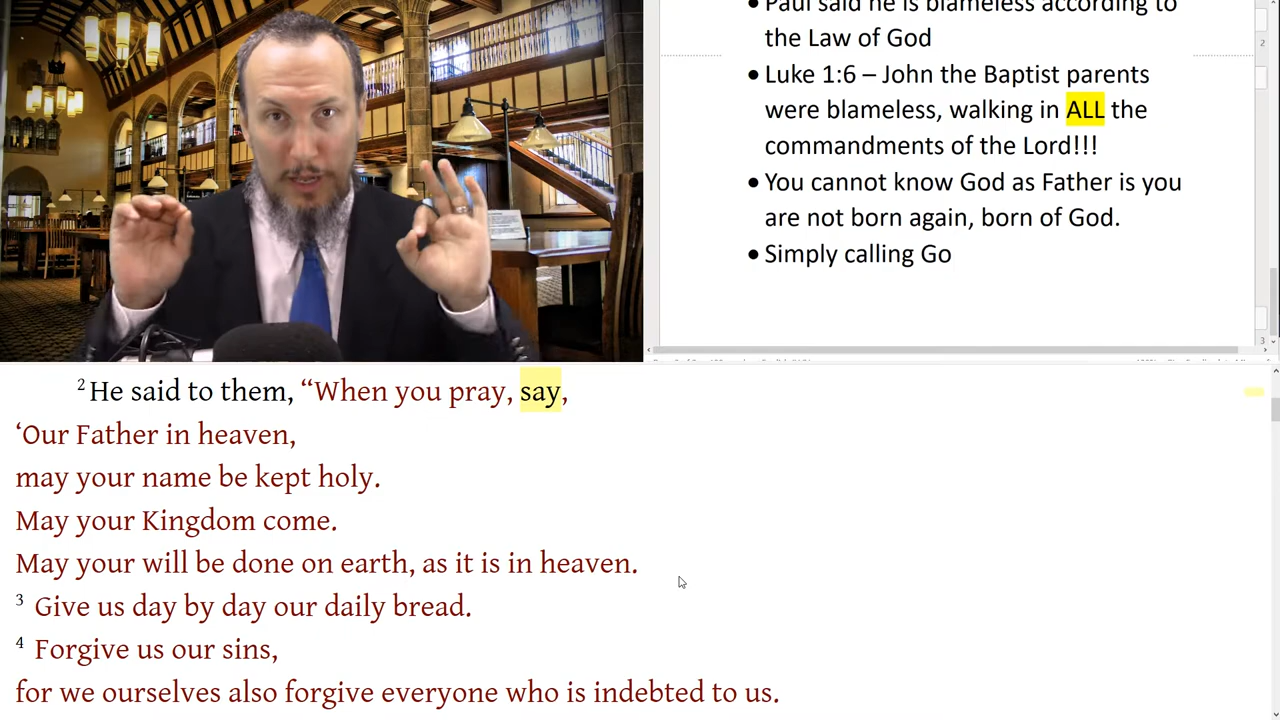 • Paul said he is blameless according to
the Law of God
• Luke 1:6 – John the Baptist parents
were blameless, walking in ALL the
commandments of the Lord!!!
• You cannot know God as Father is you
are not born again, born of God.
• Simply calling Go
2
3
2 He said to them, “When you pray, say,
‘Our Father in heaven,
may your name be kept holy.
May your Kingdom come.
May your will be done on earth, as it is in heaven.
3 Give us day by day our daily bread.
4 Forgive us our sins,
for we ourselves also forgive everyone who is indebted to us.